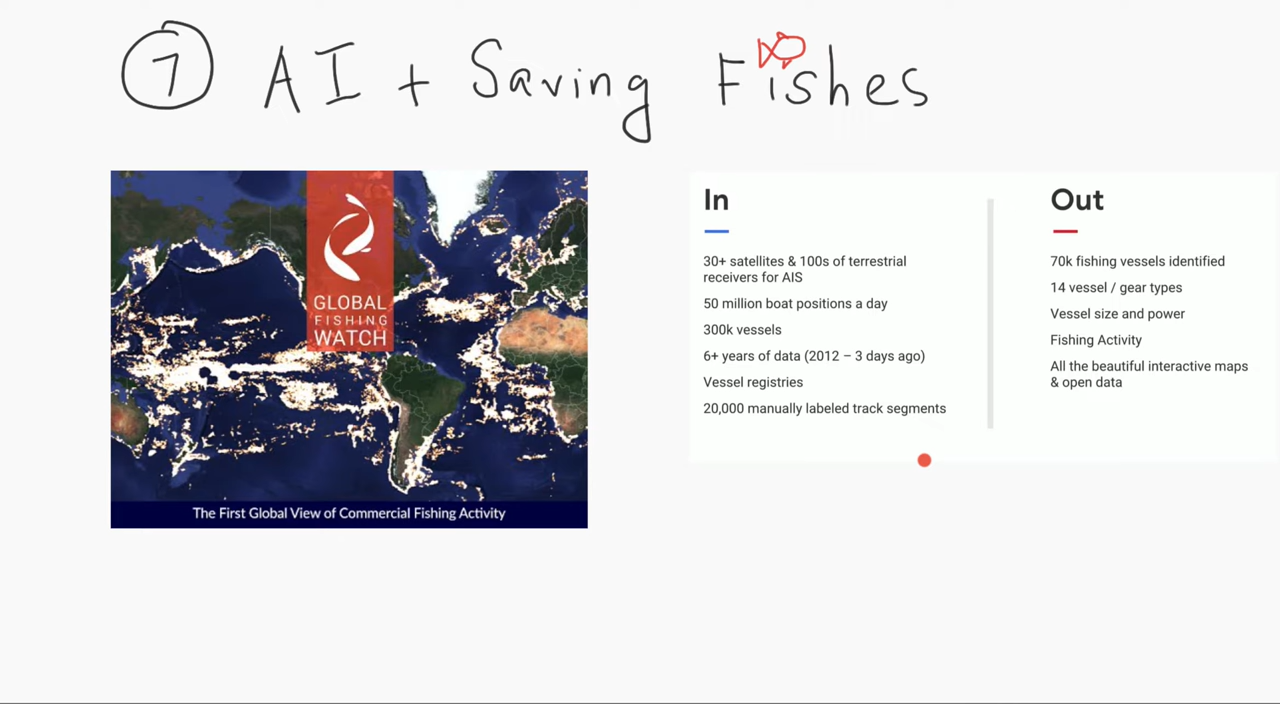 7 AI + Saving Fishes
GLOBAL
FISHING
WATCH
The First Global View of Commercial Fishing Activity
In
30+ satellites & 100s of terrestrial
receivers for AIS
50 million boat positions a day
300k vessels
6+ years of data (2012 – 3 days ago)
Vessel registries
20,000 manually labeled track segments
Out
70k fishing vessels identified
14 vessel / gear types
Vessel size and power
Fishing Activity
All the beautiful interactive maps
& open data